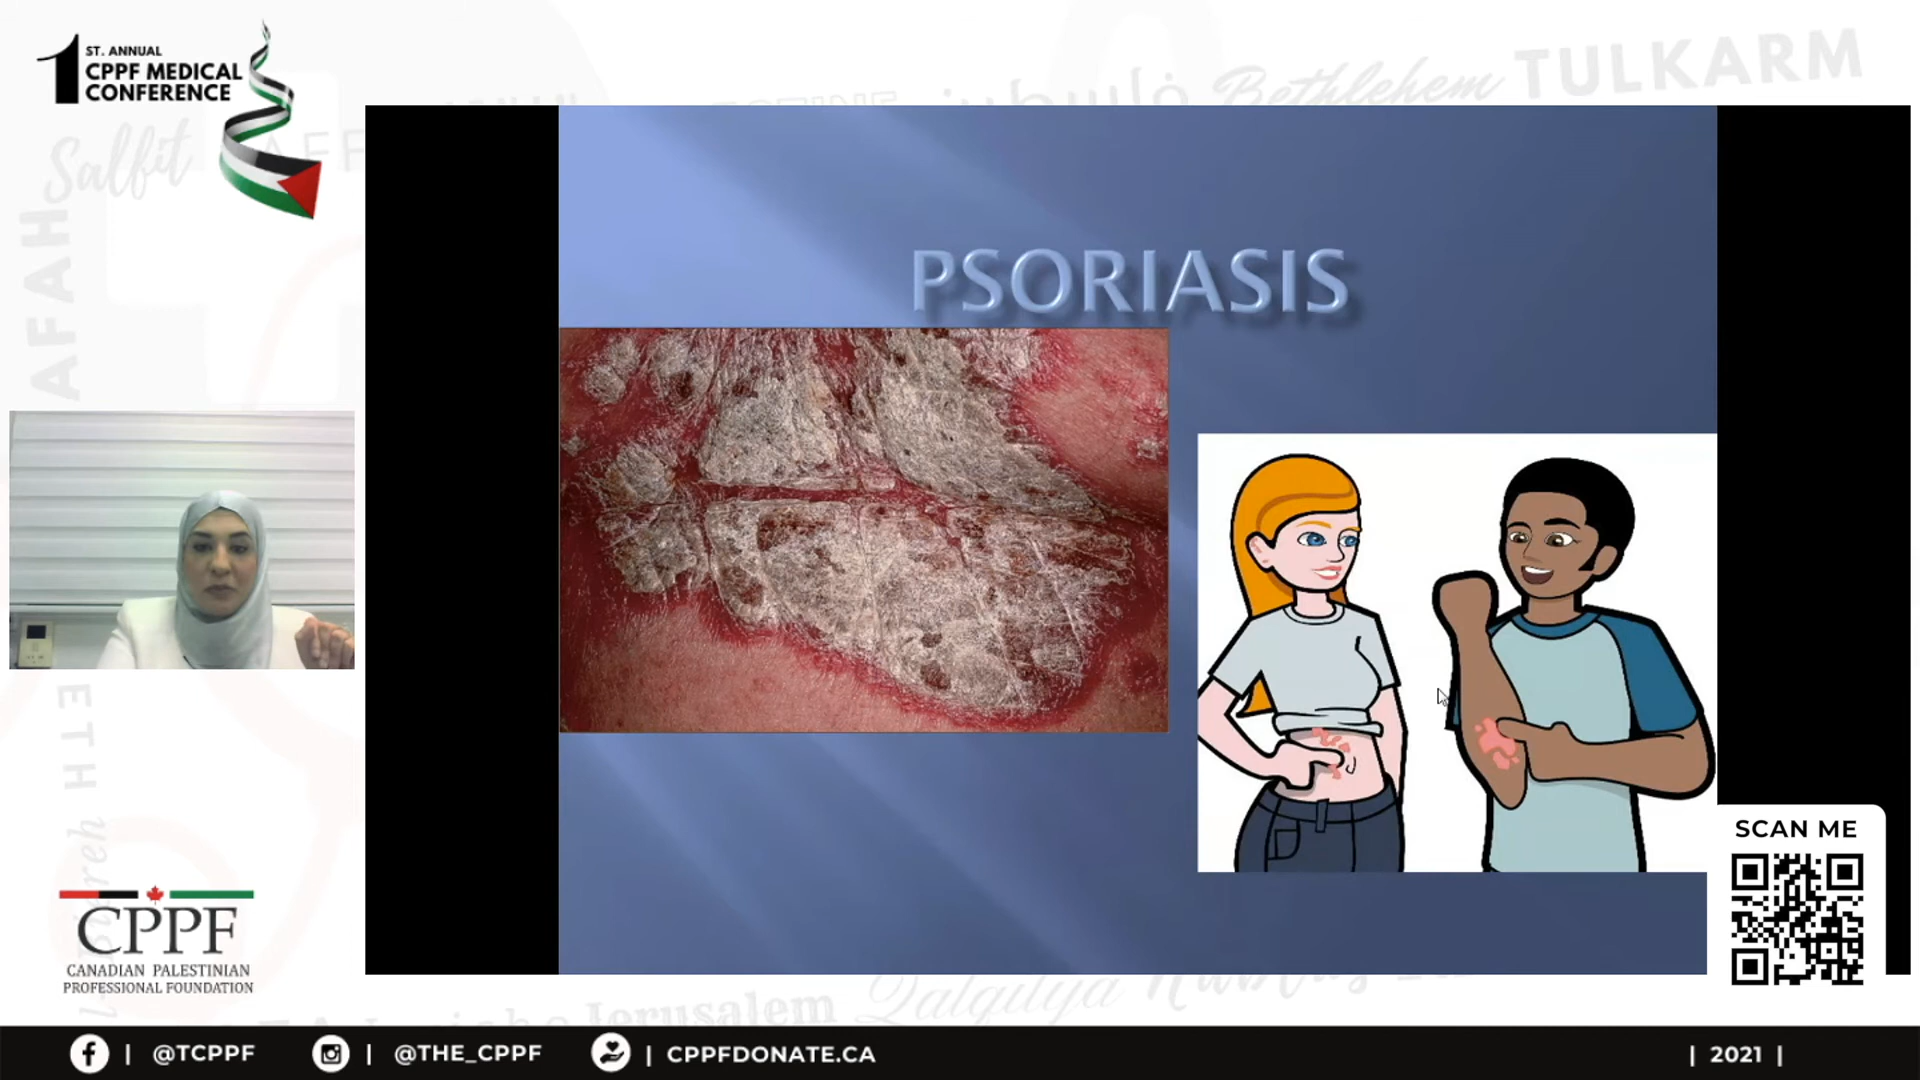 1
ST. ANNUAL
CPPF MEDICAL
CONFERENCE
Salfit
AFAH
Bethlehem
TULKARM
PSORIASIS
SCAN ME
CPPF
CANADIAN PALESTINIAN
PROFESSIONAL FOUNDATION
Jerusalem
Qalqilya
| @TCPPF
| @THE_CPPF
| CPPFDONATE.CA
| 2021 |